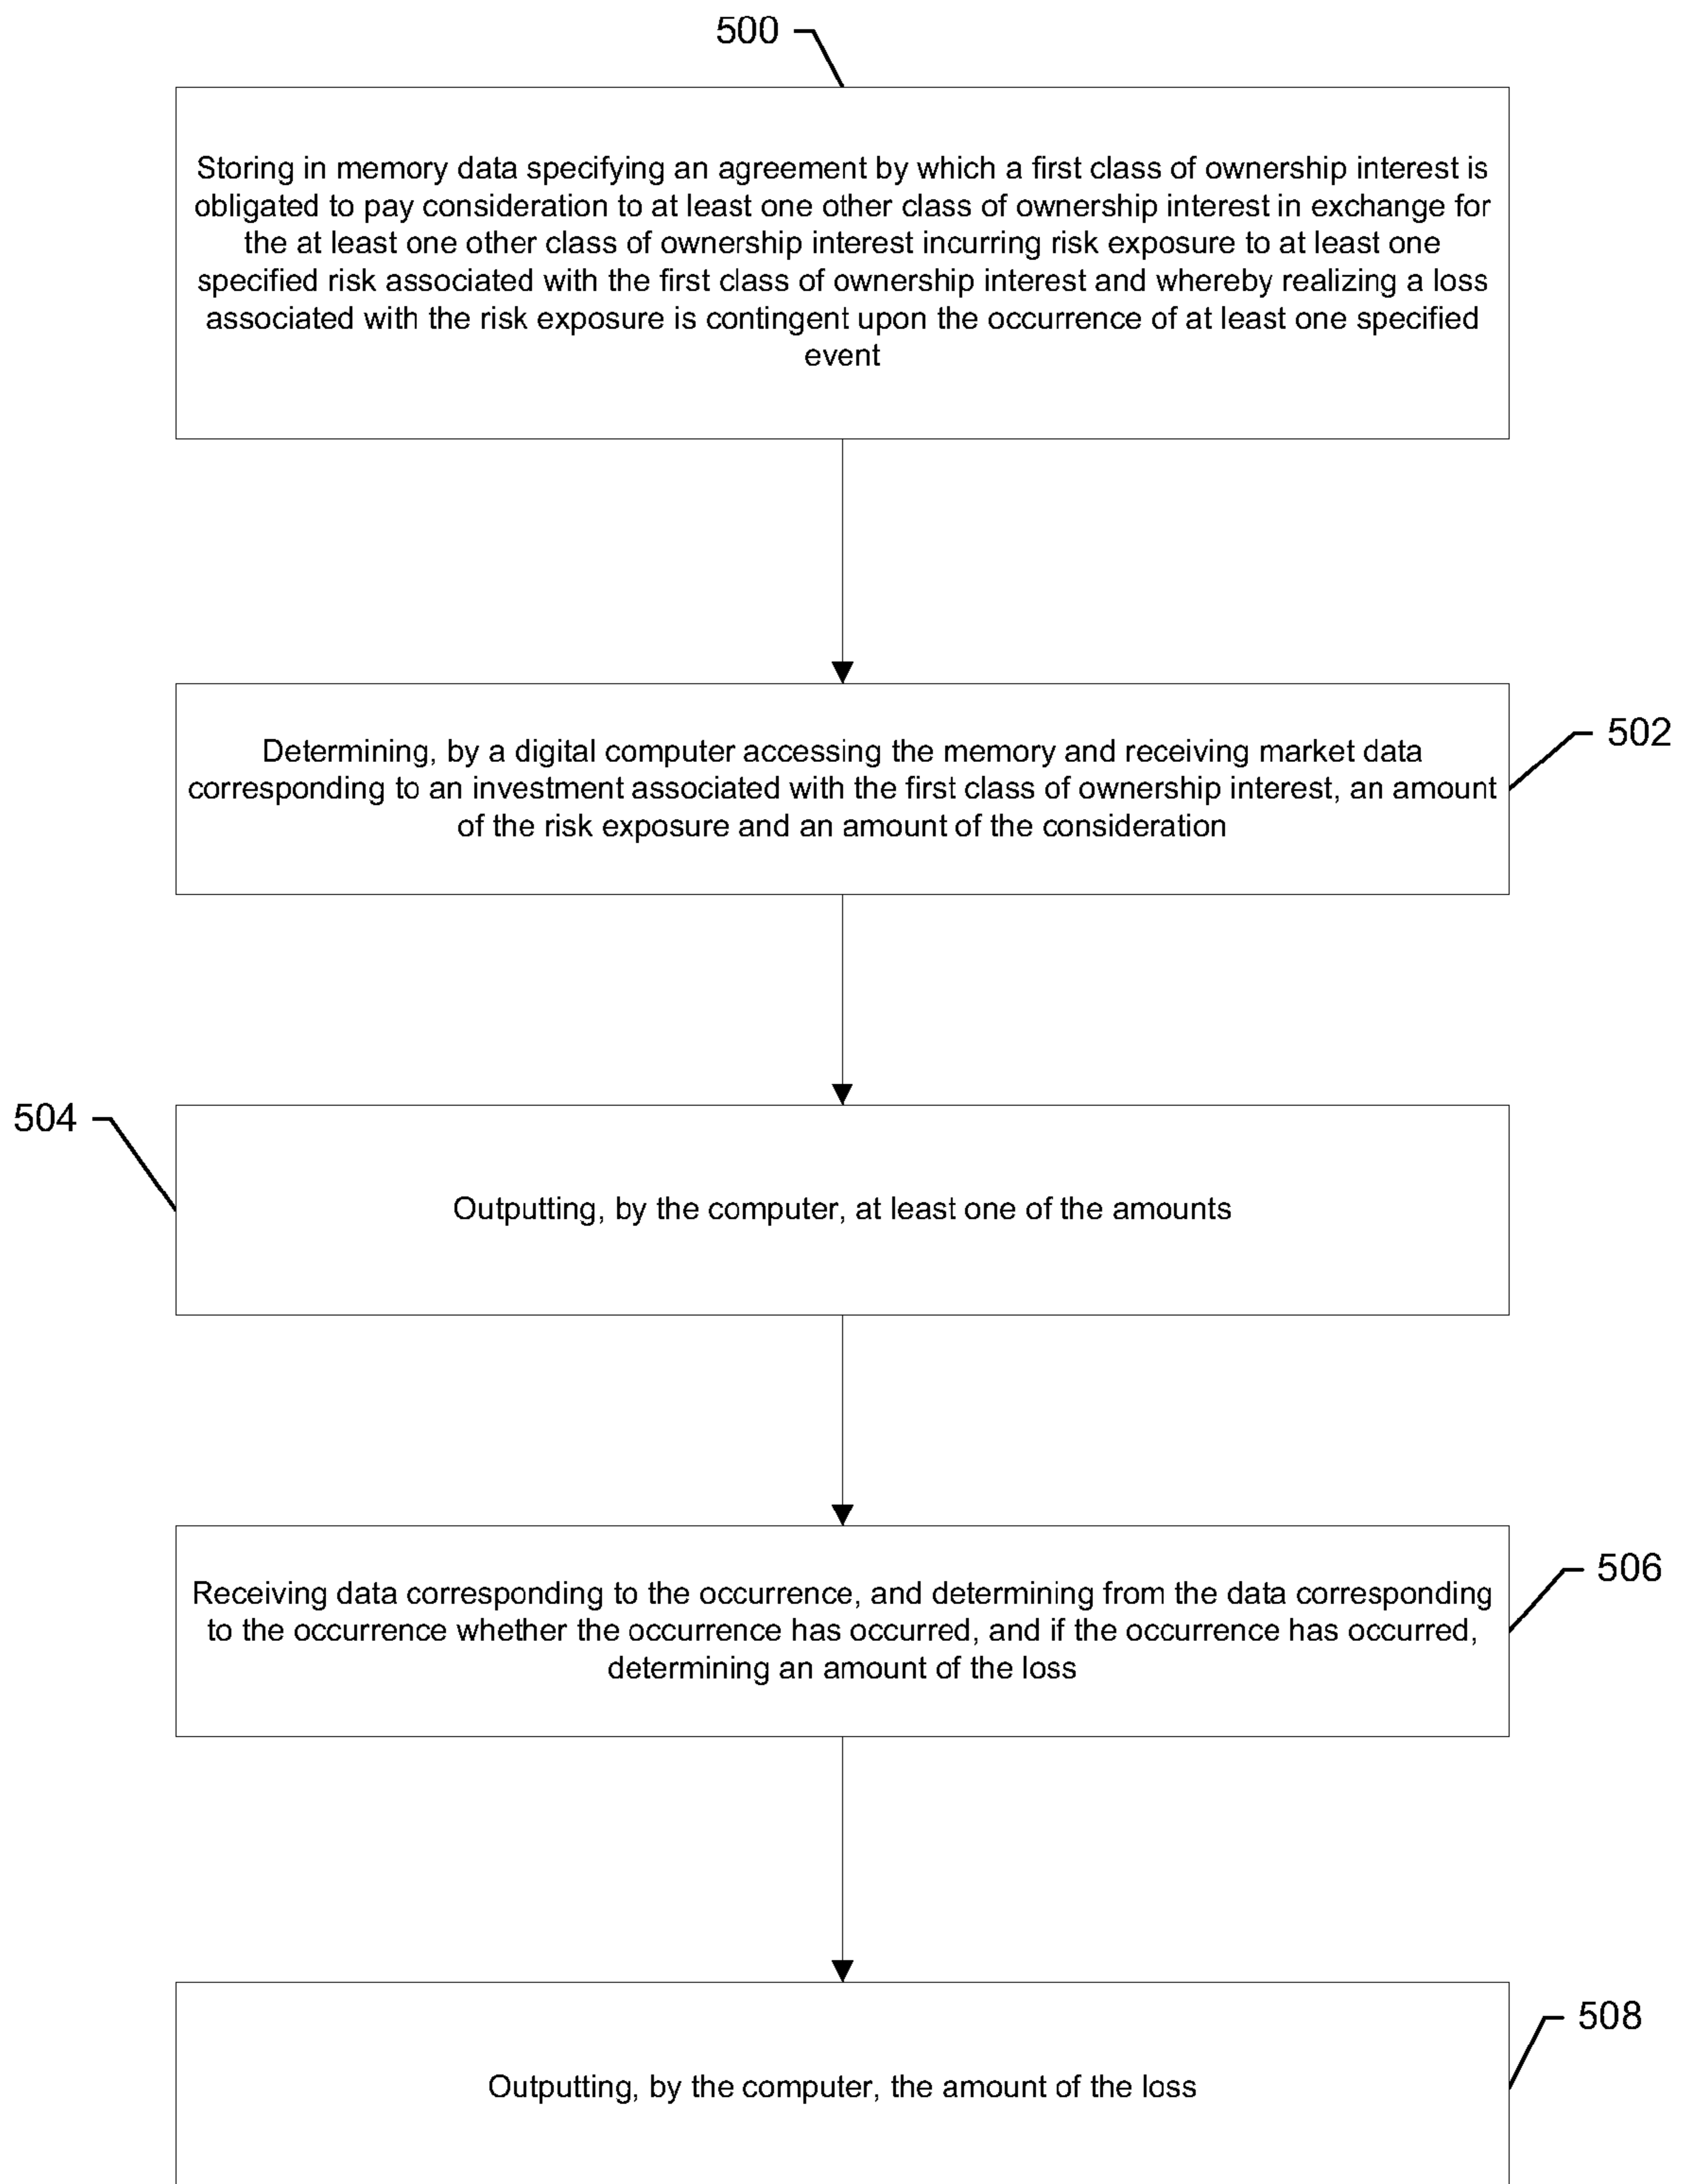 500
Storing in memory data specifying an agreement by which a first class of ownership interest is
obligated to pay consideration to at least one other class of ownership interest in exchange for
the at least one other class of ownership interest incurring risk exposure to at least one
specified risk associated with the first class of ownership interest and whereby realizing a loss
associated with the risk exposure is contingent upon the occurrence of at least one specified
event
502
Determining, by a digital computer accessing the memory and receiving market data
corresponding to an investment associated with the first class of ownership interest, an amount
of the risk exposure and an amount of the consideration
504
Outputting, by the computer, at least one of the amounts
506
Receiving data corresponding to the occurrence, and determining from the data corresponding
to the occurrence whether the occurrence has occurred, and if the occurrence has occurred,
determining an amount of the loss
508
Outputting, by the computer, the amount of the loss